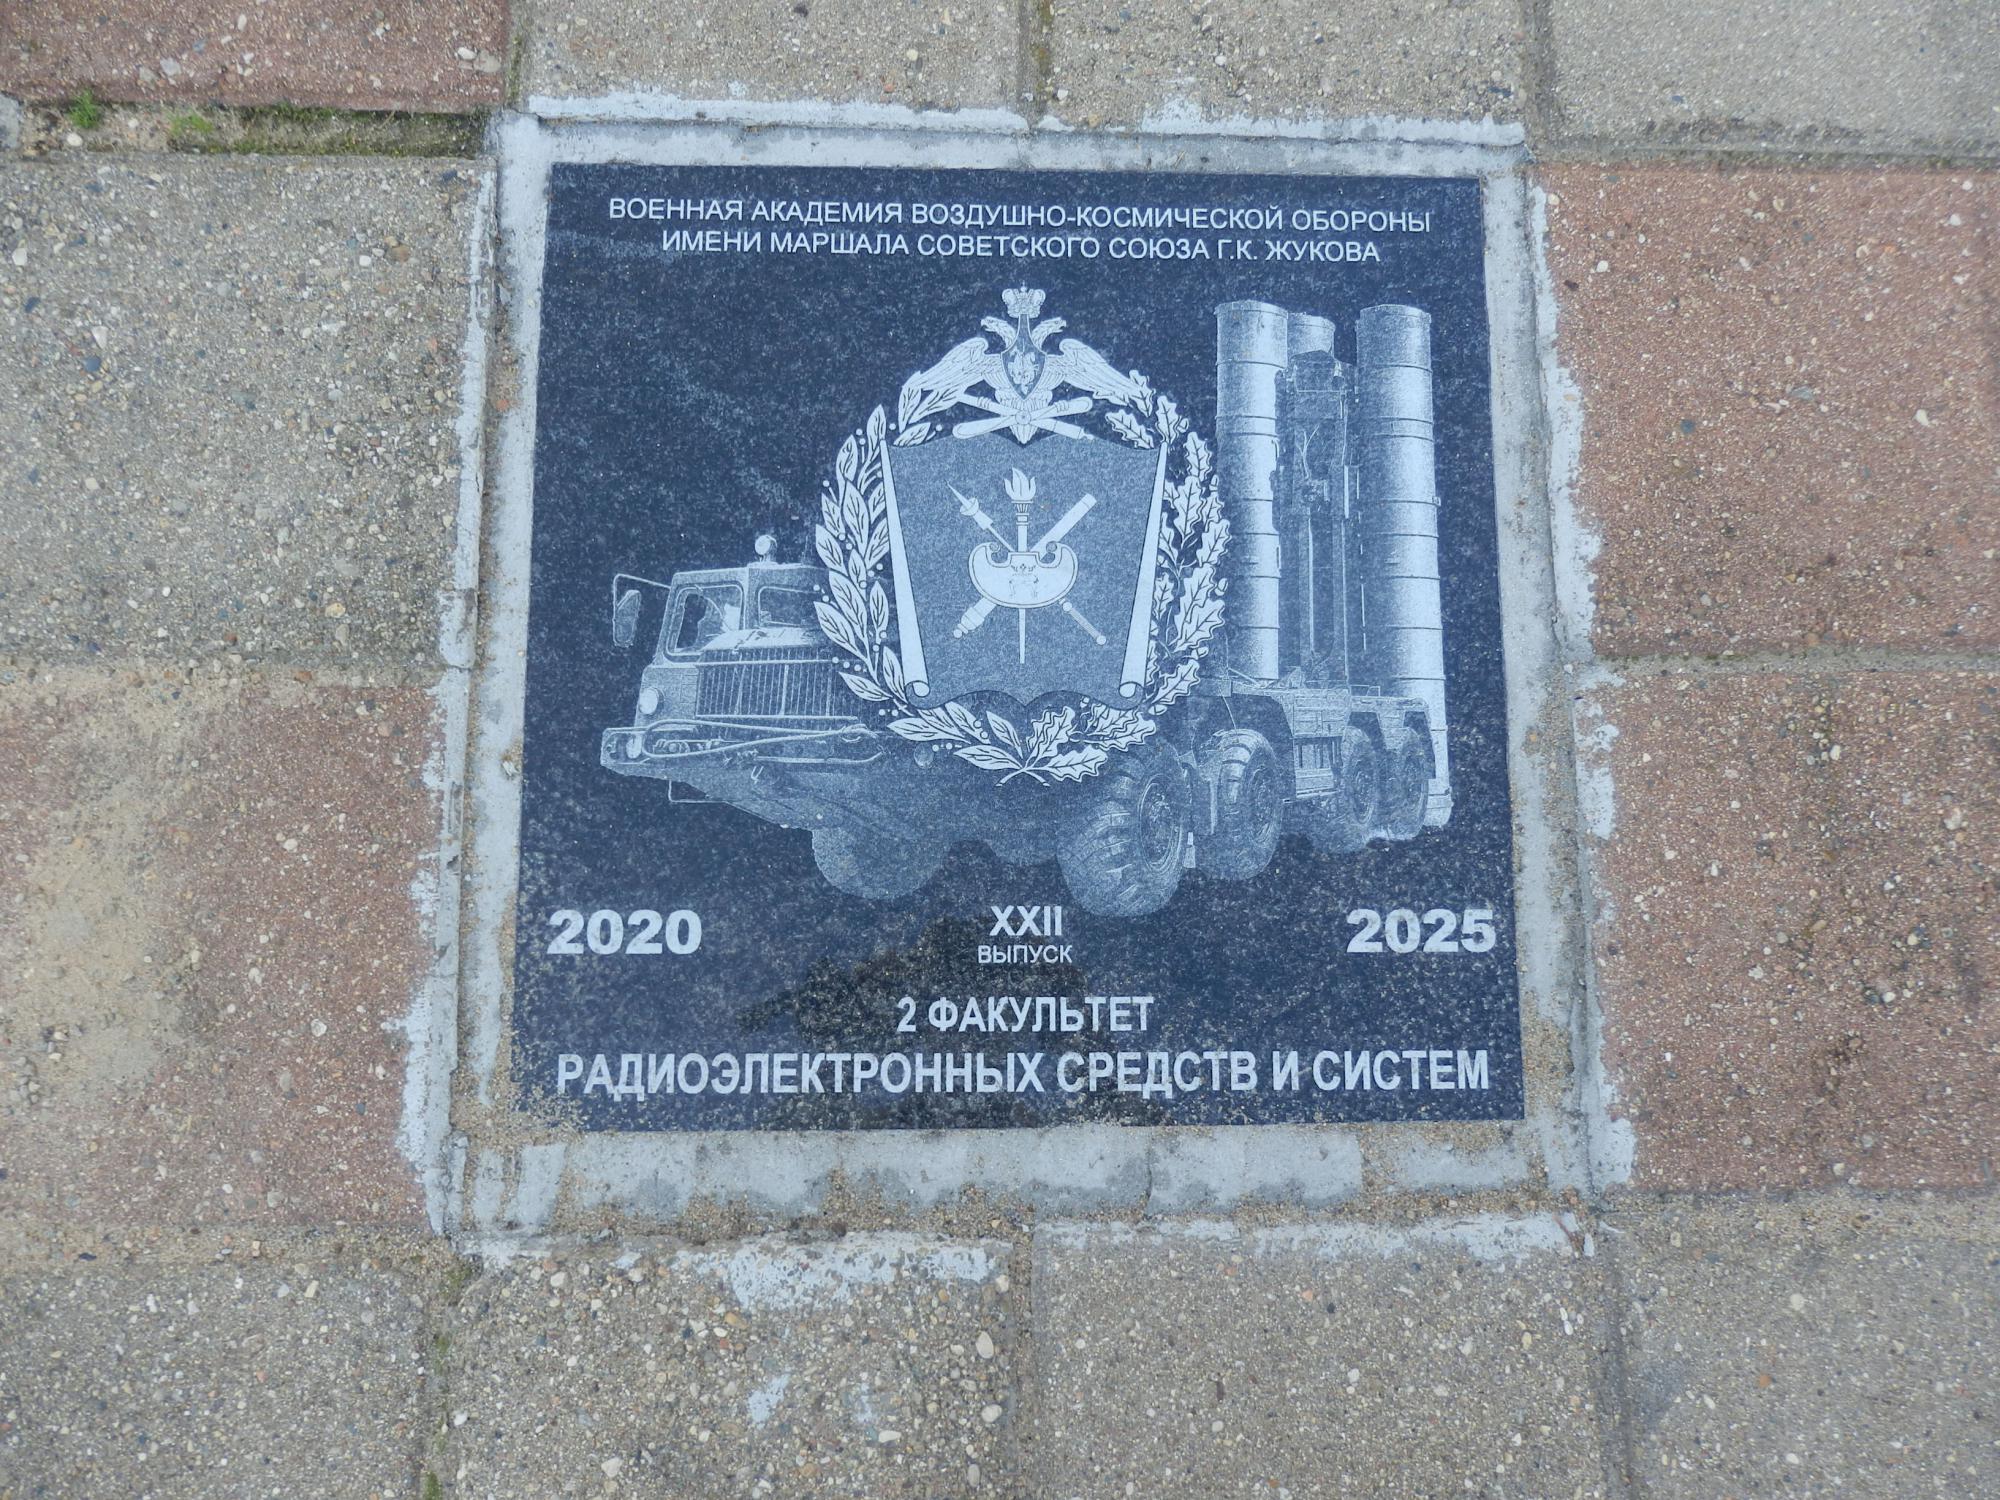 ВОЕННАЯ АКАДЕМИЯ ВОЗДУШНО-КОСМИЧЕСКОЙ ОБОРОНЫ
ИМЕНИ МАРШАЛА СОВЕТСКОГО СОЮЗА Г.К. ЖУКОВА
2020 XXII 2025
ВЫПУСК
2 ФАКУЛЬТЕТ
РАДИОЭЛЕКТРОННЫХ СРЕДСТВ И СИСТЕМ